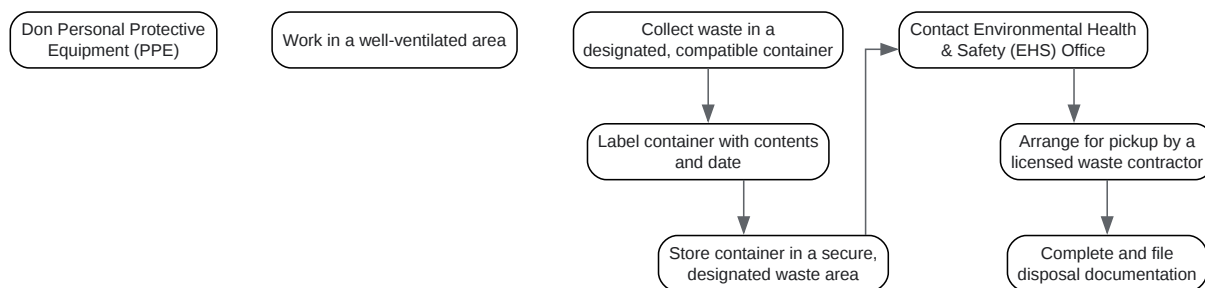 Don Personal Protective
Equipment (PPE)
Work in a well-ventilated area
Collect waste in a
designated, compatible container
Label container with contents
and date
Store container in a secure,
designated waste area
Contact Environmental Health
& Safety (EHS) Office
Arrange for pickup by a
licensed waste contractor
Complete and file
disposal documentation